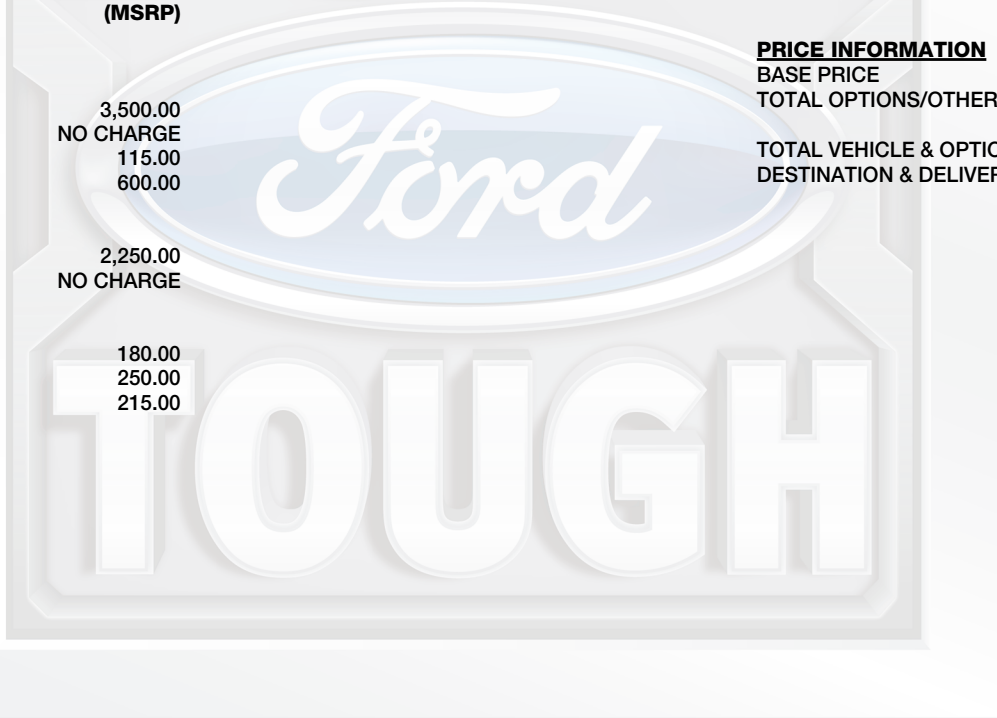 (MSRP)
3,500.00
NO CHARGE
115.00
600.00
2,250.00
NO CHARGE
180.00
250.00
215.00
PRICE INFORMATION
BASE PRICE
TOTAL OPTIONS/OTHER
TOTAL VEHICLE & OPTIO
DESTINATION & DELIVER
Ford
TOUGH